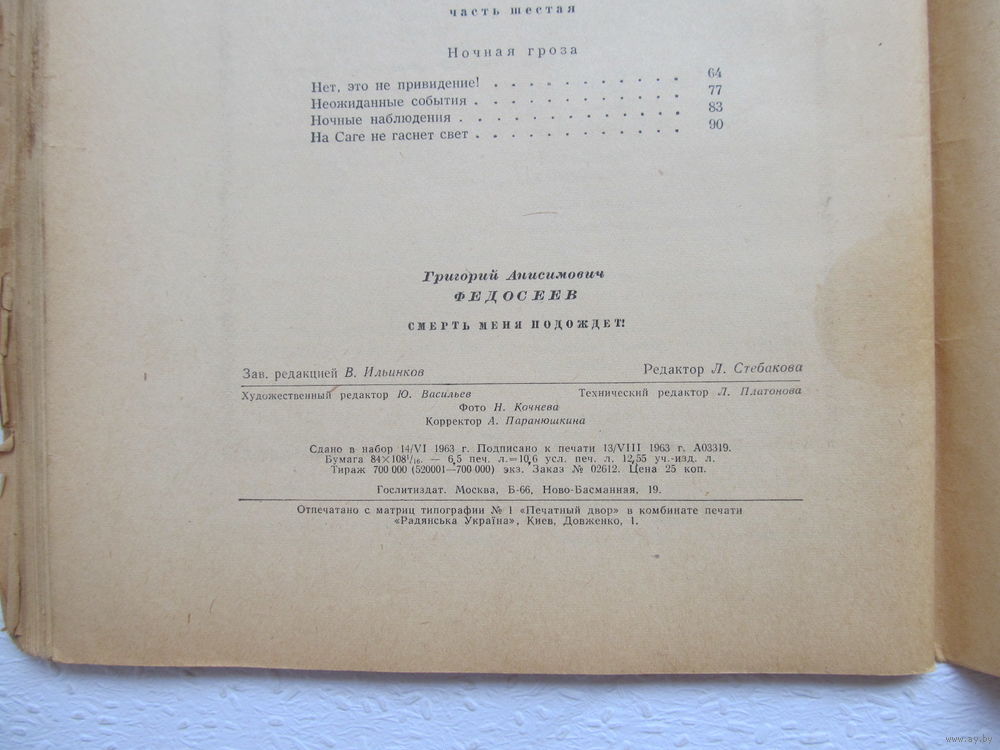 ЧАСТЬ ШЕСТАЯ
Ночная гроза
Нет, это не привидение! . . . . . . . . . . . 64
Неожиданные события . . . . . . . . . . . 77
Ночные наблюдения . . . . . . . . . . . . 83
На Саге не гаснет свет . . . . . . . . . . . 90
Григорий Анисимович
ФЕДОСЕЕВ
СМЕРТЬ МЕНЯ ПОДОЖДЕТ!
Зав. редакцией В. Ильинков Редактор Л. Стебакова
Художественный редактор Ю. Васильев Технический редактор Л. Платонова
Фото Н. Кочнева
Корректор А. Паранюшкина
Сдано в набор 14/VI 1963 г. Подписано к печати 13/VIII 1963 г. А03319.
Бумага 84×108¹/₁₆. — 6,5 печ. л.=10,6 усл. печ. л. 12,55 уч.-изд. л.
Тираж 700 000 (520001—700 000) экз. Заказ № 02612. Цена 25 коп.
Гослитиздат. Москва, Б-66, Ново-Басманная, 19.
Отпечатано с матриц типографии № 1 «Печатный двор» в комбинате печати
«Радянська Україна», Киев, Довженко, 1.
www.ay.by